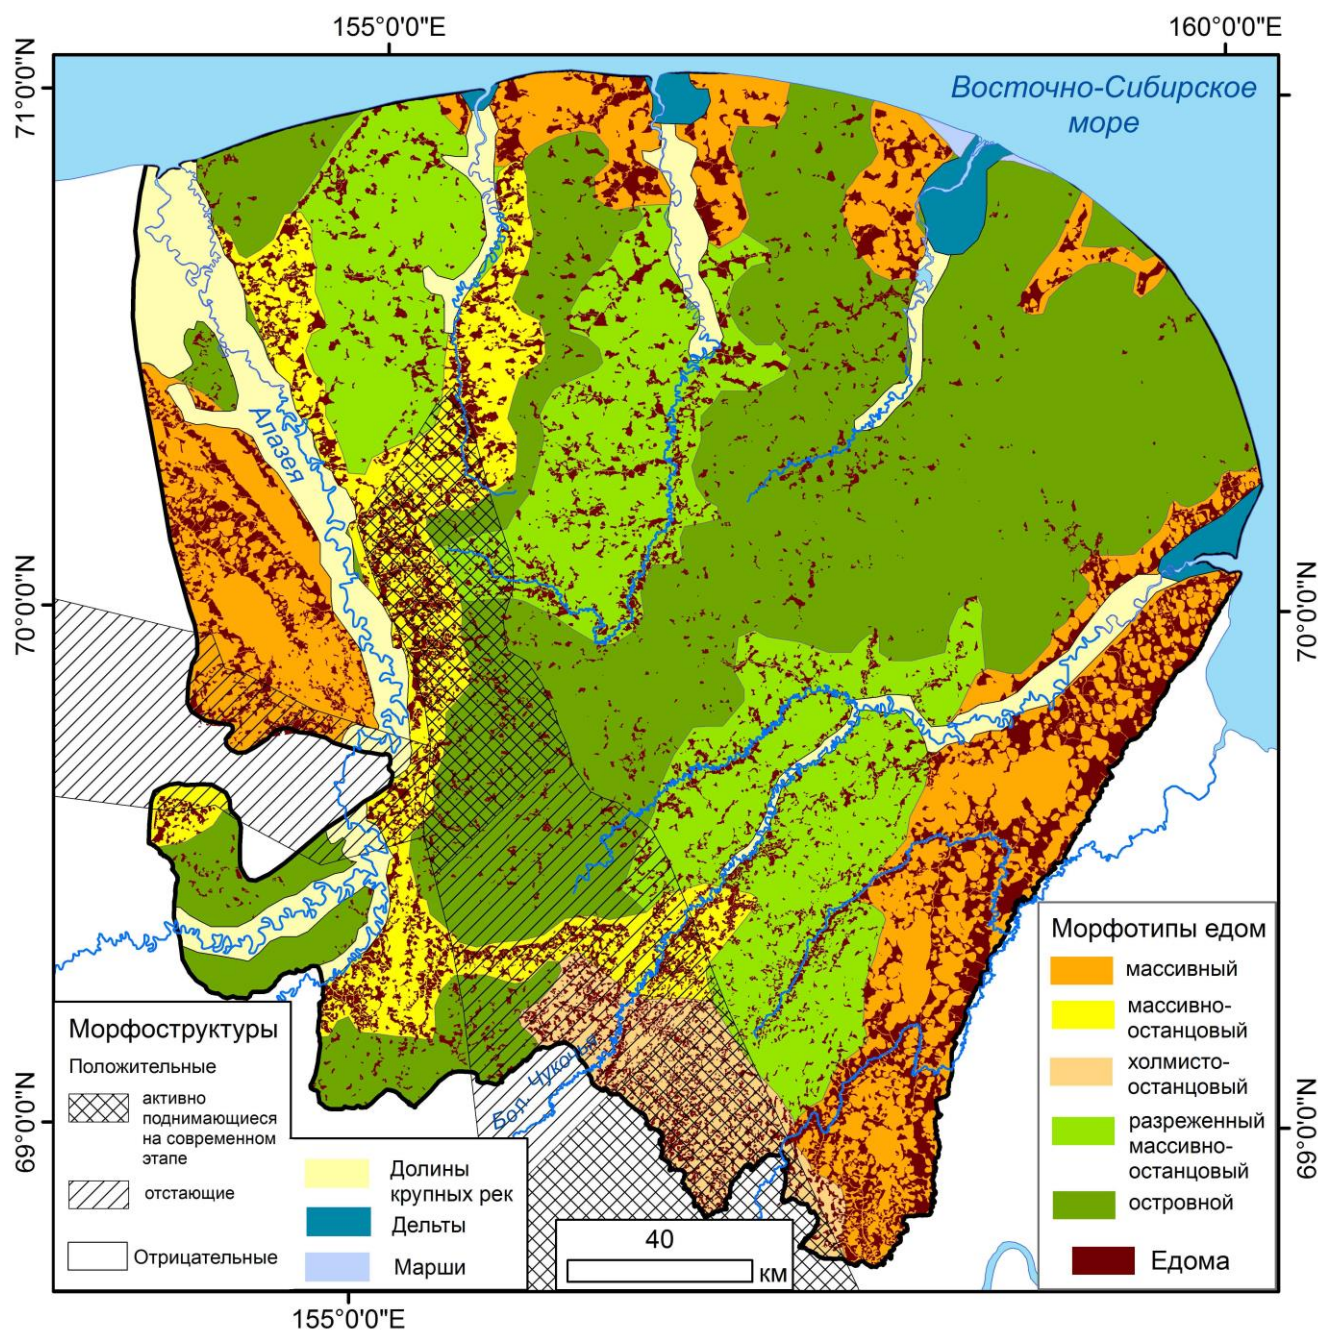 155°0'0"E
160°0'0"E
71°0'0"N
Восточно-Сибирское
море
Алазея
70°0'0"N
70°0'0"N
Бол. Чукочья
69°0'0"N
69°0'0"N
Морфоструктуры
Положительные
активно
поднимающиеся
на современном
этапе
отстающие
Отрицательные
Долины
крупных рек
Дельты
Марши
40
км
Морфотипы едом
массивный
массивно-
останцовый
холмисто-
останцовый
разреженный
массивно-
останцовый
островной
Едома
155°0'0"E